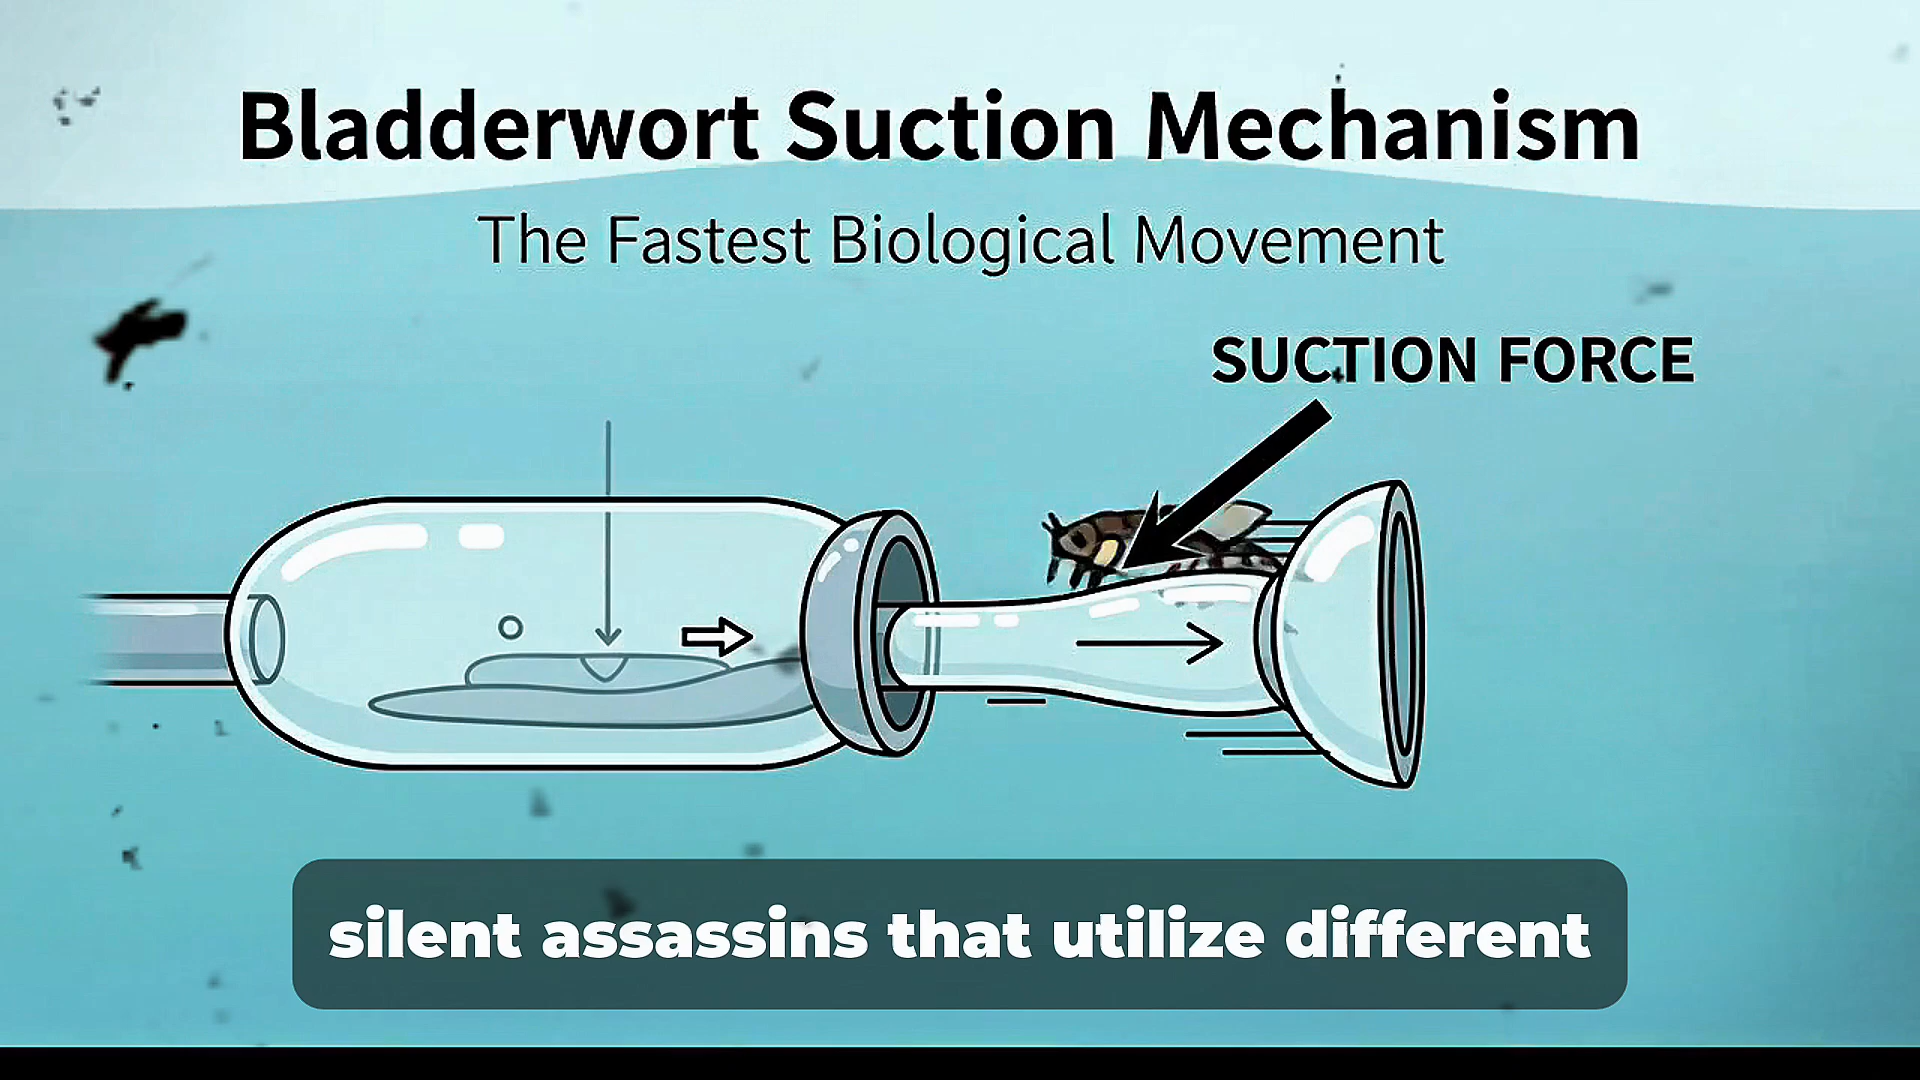 Bladderwort Suction Mechanism
The Fastest Biological Movement
SUCTION FORCE
silent assassins that utilize different